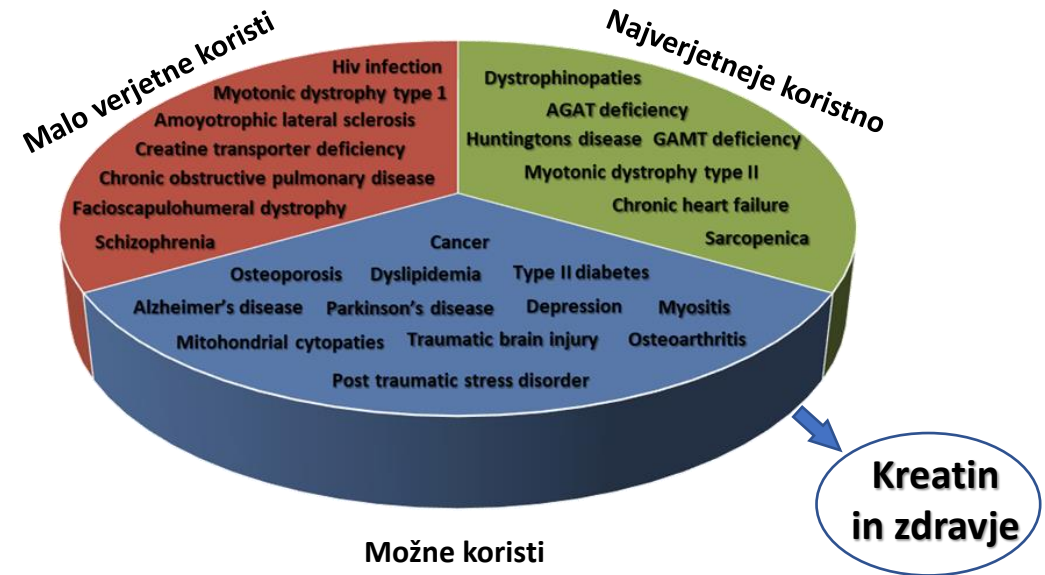 Malo verjetne koristi
Hiv infection
Myotonic dystrophy type 1
Amoyotrophic lateral sclerosis
Creatine transporter deficiency
Chronic obstructive pulmonary disease
Facioscapulohumeral dystrophy
Schizophrenia
Najverjetneje koristno
Dystrophinopaties
AGAT deficiency
Huntingtons disease GAMT deficiency
Myotonic dystrophy type II
Chronic heart failure
Sarcopenica
Cancer
Osteoporosis Dyslipidemia Type II diabetes
Alzheimer's disease Parkinson's disease Depression Myositis
Mitohondrial cytopaties Traumatic brain injury Osteoarthritis
Post traumatic stress disorder
Možne koristi
Kreatin
in zdravje